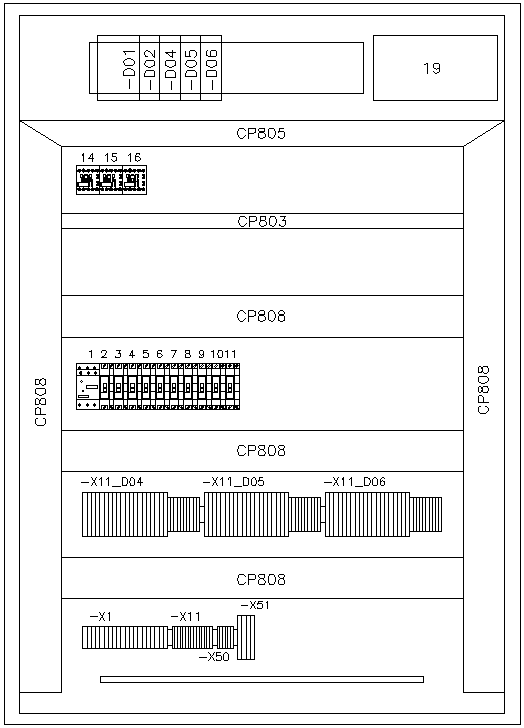 -D01 -D02 -D04 -D05 -D06
19
CP805
14 15 16
CP803
CP808
1 2 3 4 5 6 7 8 9 10 11
CP808
CP808
CP808
-X11_D04 -X11_D05 -X11_D06
CP808
-X1 -X11 -X51
-X50